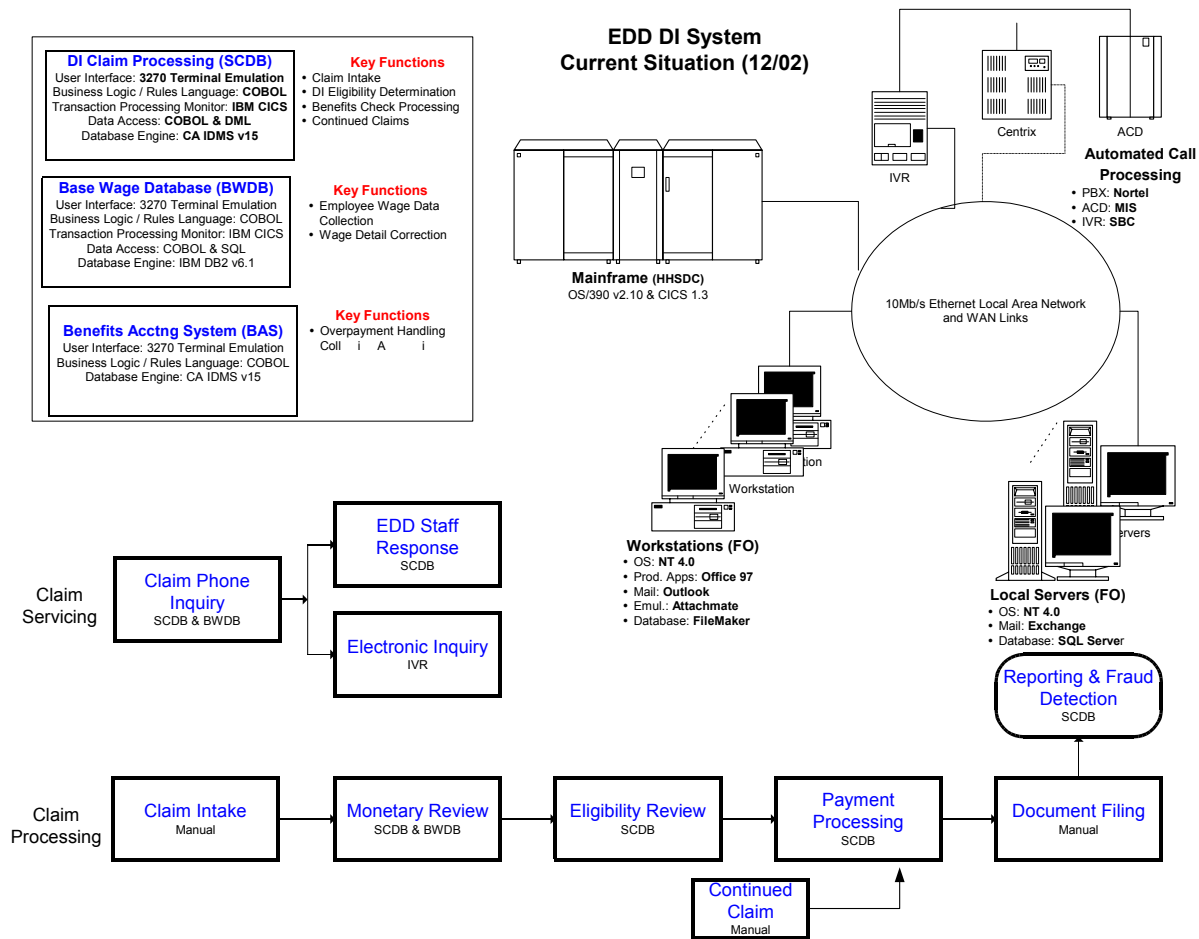 EDD DI System
Current Situation (12/02)
DI Claim Processing (SCDB)
User Interface: 3270 Terminal Emulation
Business Logic / Rules Language: COBOL
Transaction Processing Monitor: IBM CICS
Data Access: COBOL & DML
Database Engine: CA IDMS v15
Key Functions
• Claim Intake
• DI Eligibility Determination
• Benefits Check Processing
• Continued Claims
Base Wage Database (BWDB)
User Interface: 3270 Terminal Emulation
Business Logic / Rules Language: COBOL
Transaction Processing Monitor: IBM CICS
Data Access: COBOL & SQL
Database Engine: IBM DB2 v6.1
Key Functions
• Employee Wage Data
Collection
• Wage Detail Correction
Benefits Acctng System (BAS)
User Interface: 3270 Terminal Emulation
Business Logic / Rules Language: COBOL
Database Engine: CA IDMS v15
Key Functions
• Overpayment Handling
Coll i A i
Mainframe (HHSDC)
OS/390 v2.10 & CICS 1.3
IVR
Centrix
ACD
Automated Call
Processing
• PBX: Nortel
• ACD: MIS
• IVR: SBC
10Mb/s Ethernet Local Area Network
and WAN Links
tion
Workstation
Workstations (FO)
• OS: NT 4.0
• Prod. Apps: Office 97
• Mail: Outlook
• Emul.: Attachmate
• Database: FileMaker
ervers
Local Servers (FO)
• OS: NT 4.0
• Mail: Exchange
• Database: SQL Server
Claim
Servicing
Claim Phone
Inquiry
SCDB & BWDB
EDD Staff
Response
SCDB
Electronic Inquiry
IVR
Reporting & Fraud
Detection
SCDB
Claim
Processing
Claim Intake
Manual
Monetary Review
SCDB & BWDB
Eligibility Review
SCDB
Payment
Processing
SCDB
Document Filing
Manual
Continued
Claim
Manual